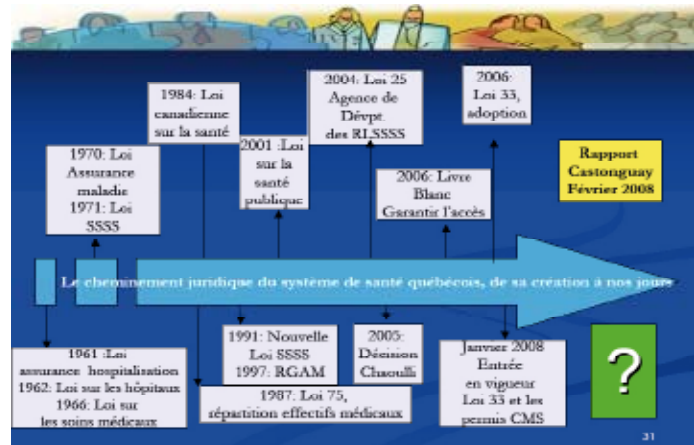 1984: Loi
canadienne
sur la santé
2004: Loi 25
Agence de
Dévpt.
des RLSSSS
2006:
Loi 33,
adoption
1970: Loi
Assurance
maladie
1971: Loi
SSSS
2001 :Loi
sur la
santé
publique
2006: Livre
Blanc
Garantir l'accès
Rapport
Castonguay
Février 2008
Le cheminement juridique du système de santé québécois, de sa création à nos jours
1961 :Loi
assurance hospitalisation
1962: Loi sur les hôpitaux
1966: Loi sur
les soins médicaux
1991: Nouvelle
Loi SSSS
1997: RGAM
1987: Loi 75,
répartition effectifs médicaux
2005:
Décision
Chaoulli
Janvier 2008
Entrée
en vigueur
Loi 33 et les
permis CMS
?
31